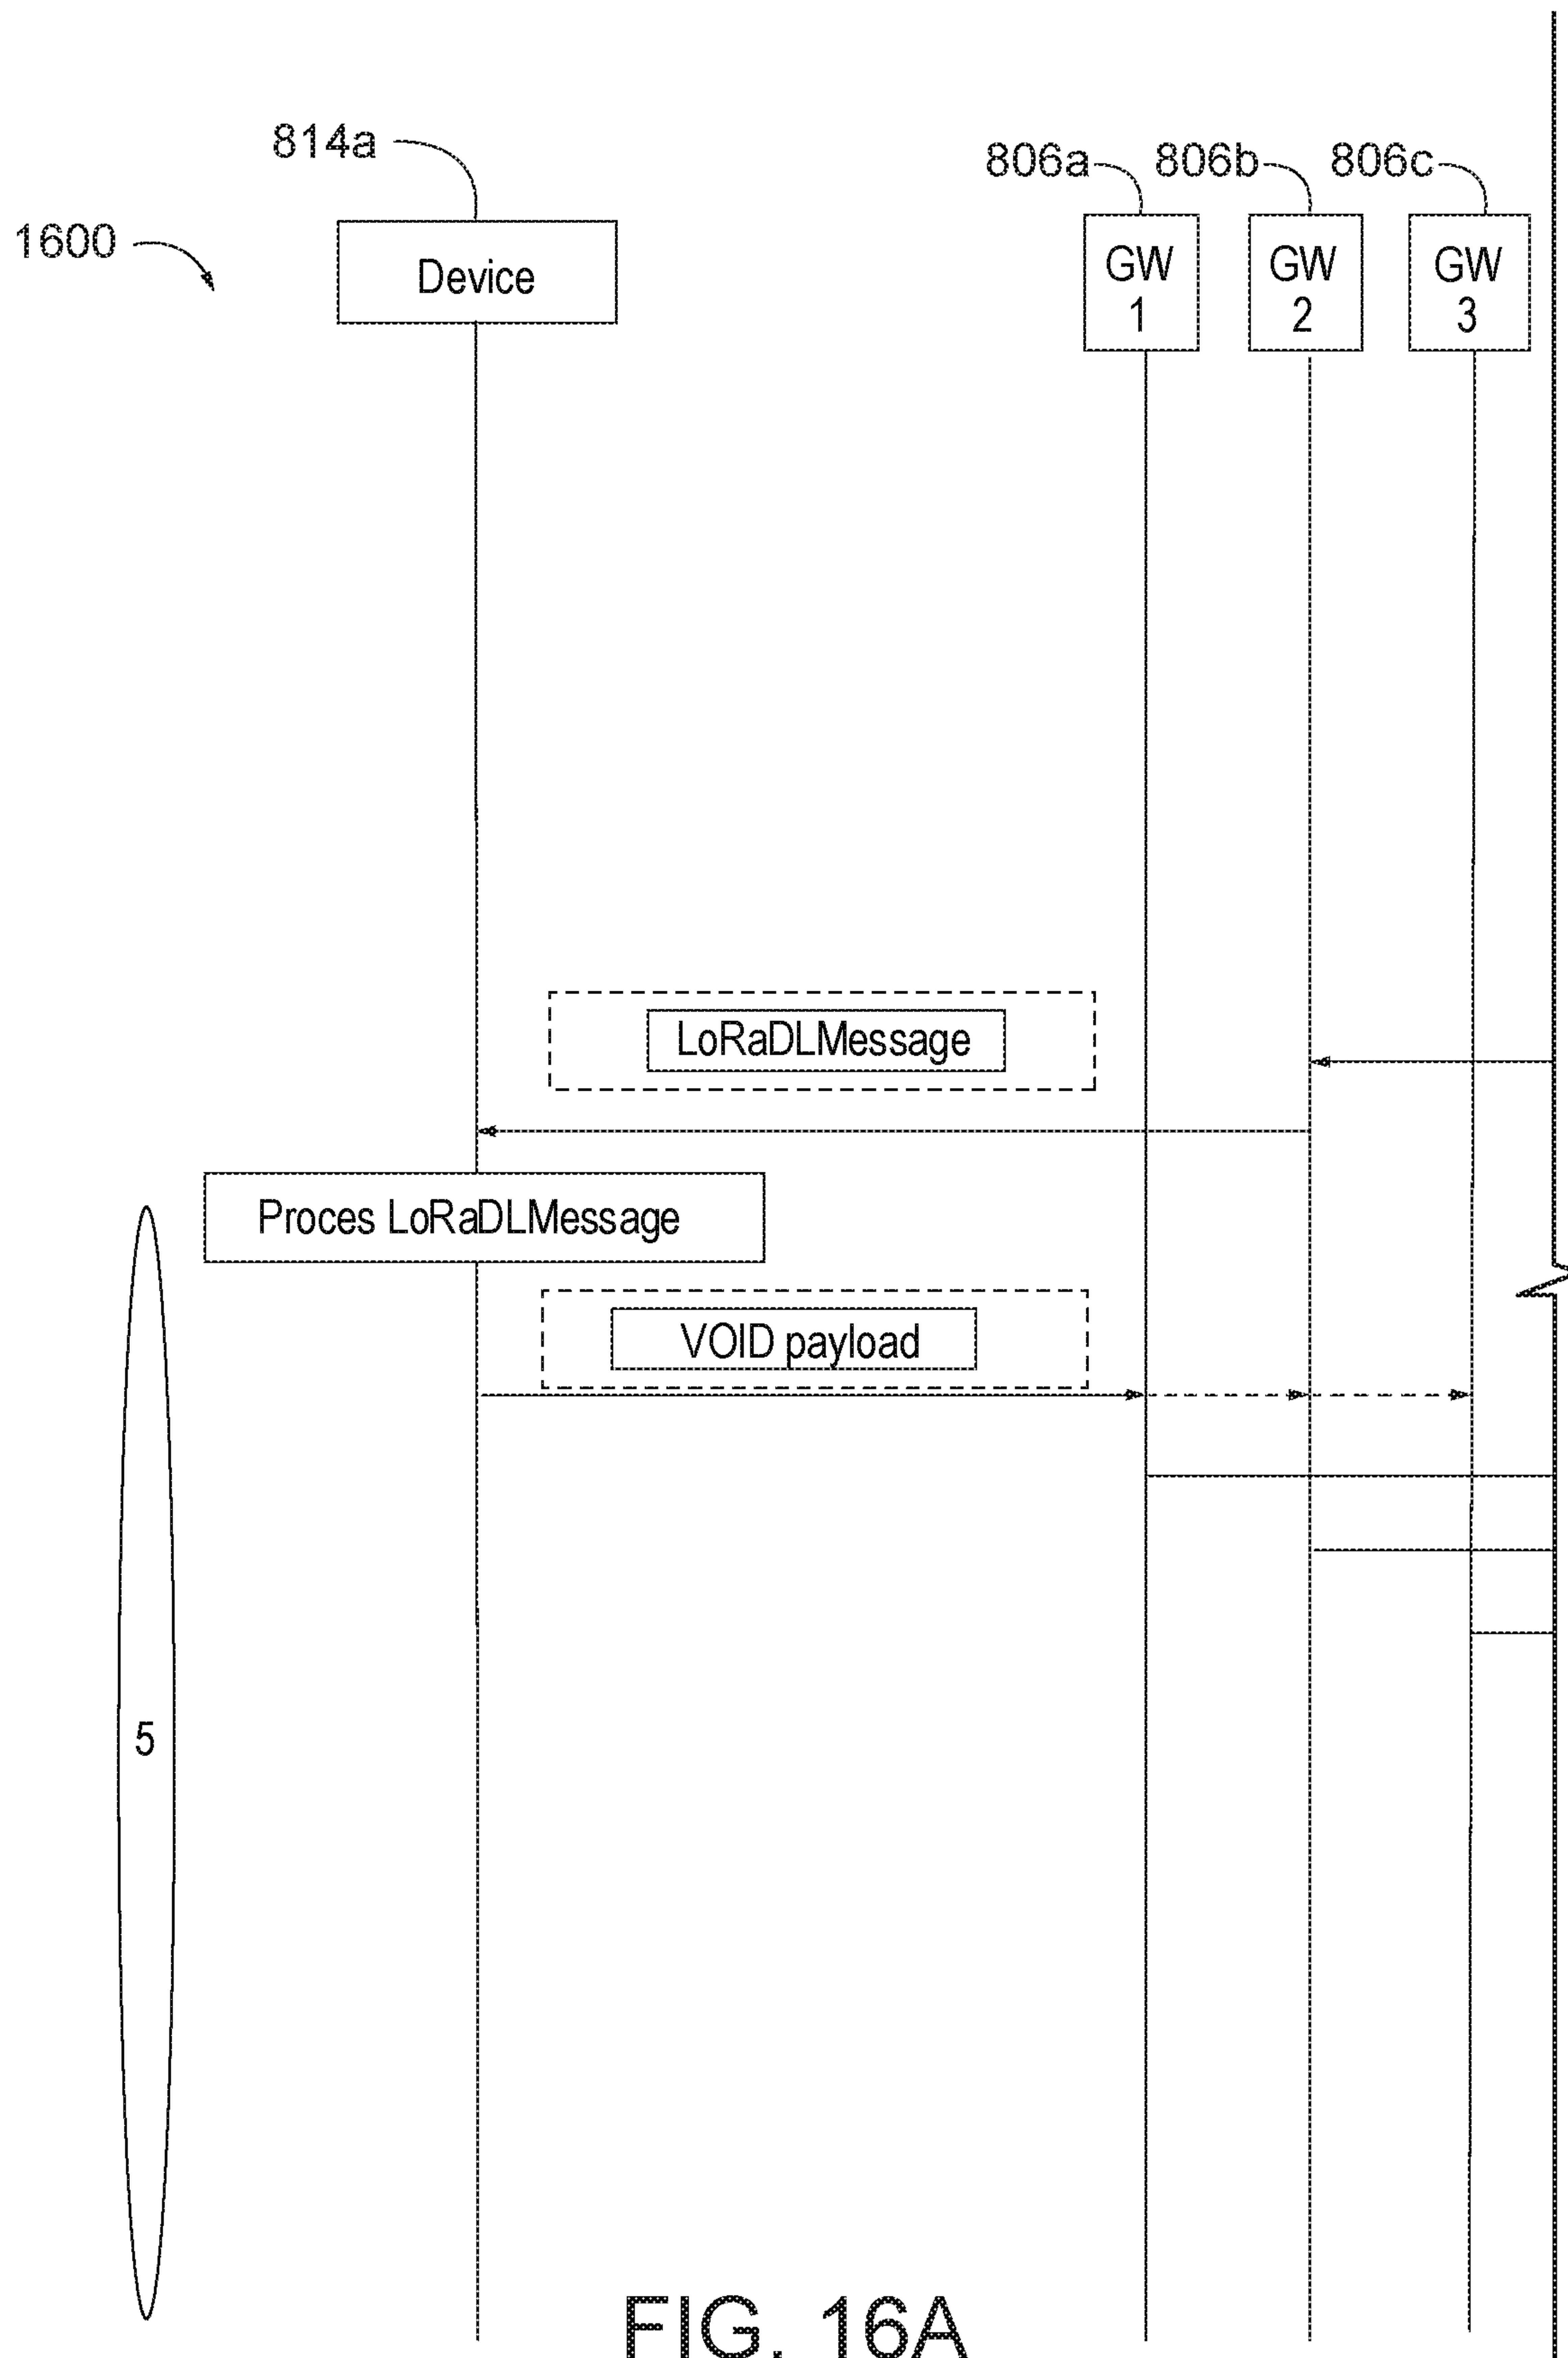 814a
806a 806b 806c
1600
Device
GW
1
GW
2
GW
3
LoRaDLMessage
Proces LoRaDLMessage
VOID payload
5
FIG. 16A